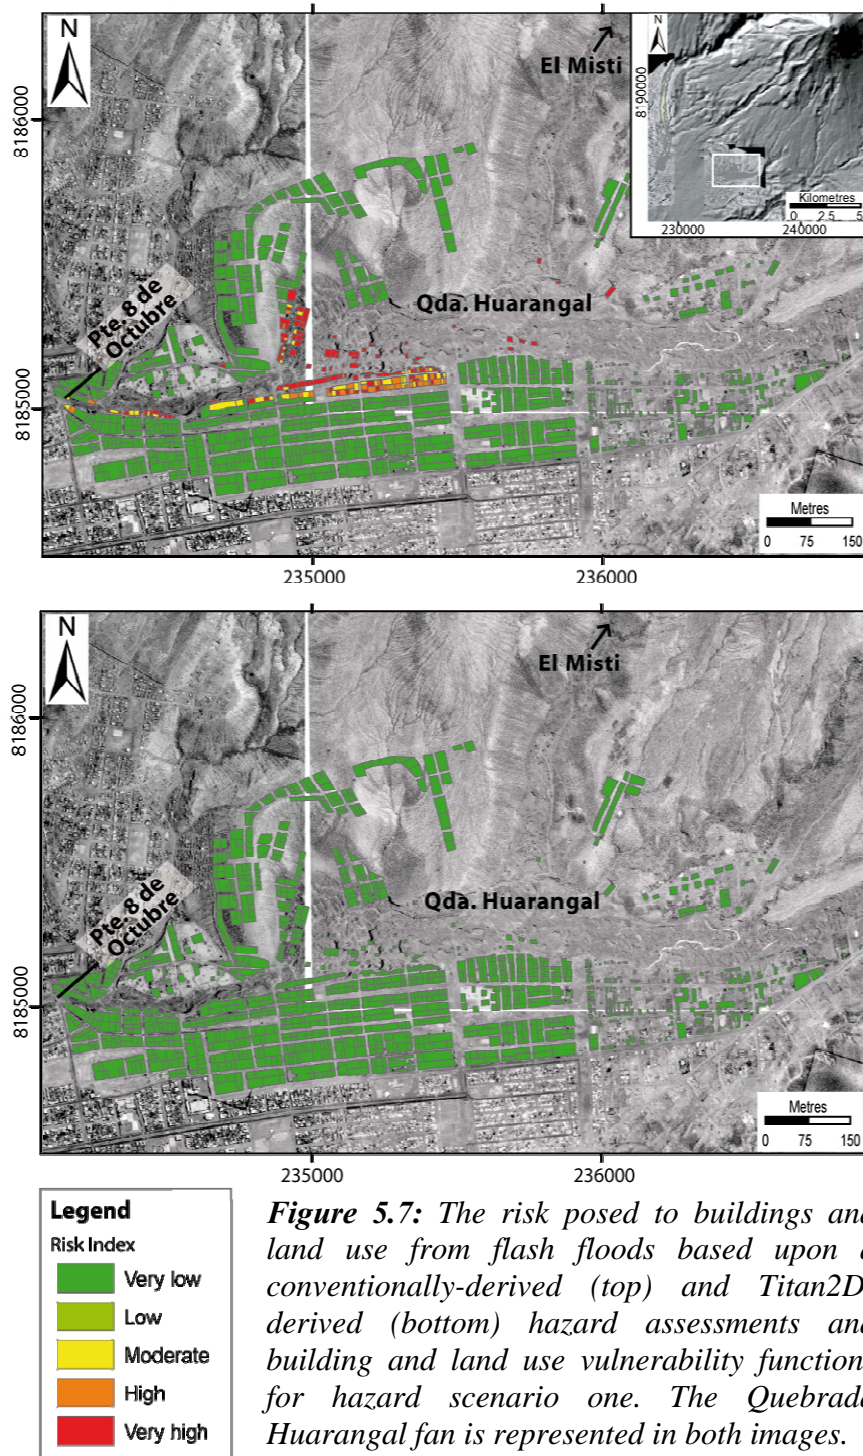 N
El Misti
N
8190000
8186000
Kilometres
0 2.5 5
230000 240000
Pte. 8 de
Octubre
Qda. Huarangal
8185000
Metres
0 75 150
235000 236000
N
El Misti
8186000
Pte. 8 de
Octubre
Qda. Huarangal
8185000
Metres
0 75 150
235000 236000
Legend
Risk Index
Very low
Low
Moderate
High
Very high
Figure 5.7: The risk posed to buildings and
land use from flash floods based upon
conventionally-derived (top) and Titan2D
derived (bottom) hazard assessments and
building and land use vulnerability function
for hazard scenario one. The Quebrad
Huarangal fan is represented in both images.